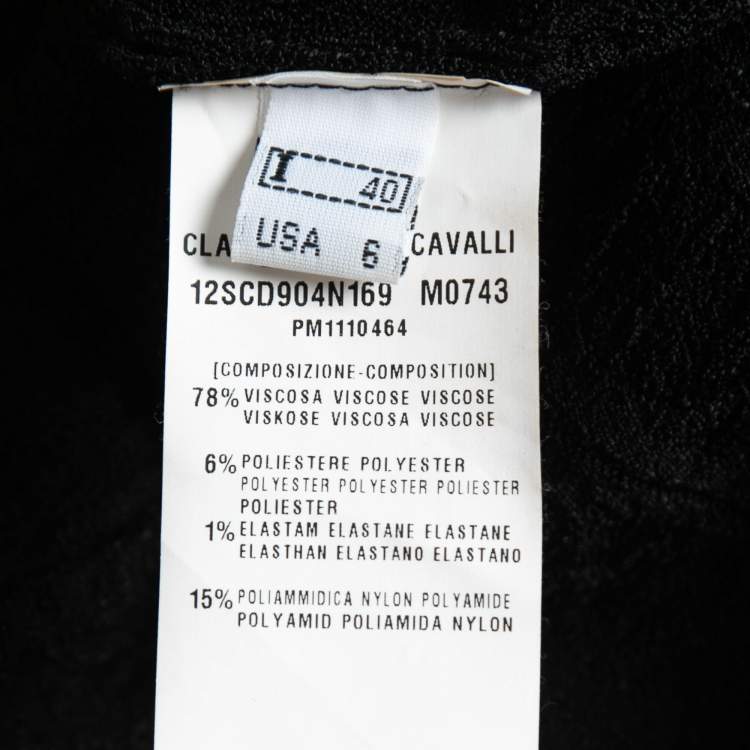 I 40
USA 6
CLA CAVALLI
12SCD904N169 M0743
PM1110464
[COMPOSIZIONE-COMPOSITION]
78% VISCOSA VISCOSE VISCOSE
VISKOSE VISCOSA VISCOSE
6% POLIESTERE POLYESTER
POLYESTER POLYESTER POLIESTER
POLIESTER
1% ELASTAM ELASTANE ELASTANE
ELASTHAN ELASTANO ELASTANO
15% POLIAMMIDICA NYLON POLYAMIDE
POLYAMID POLIAMIDA NYLON